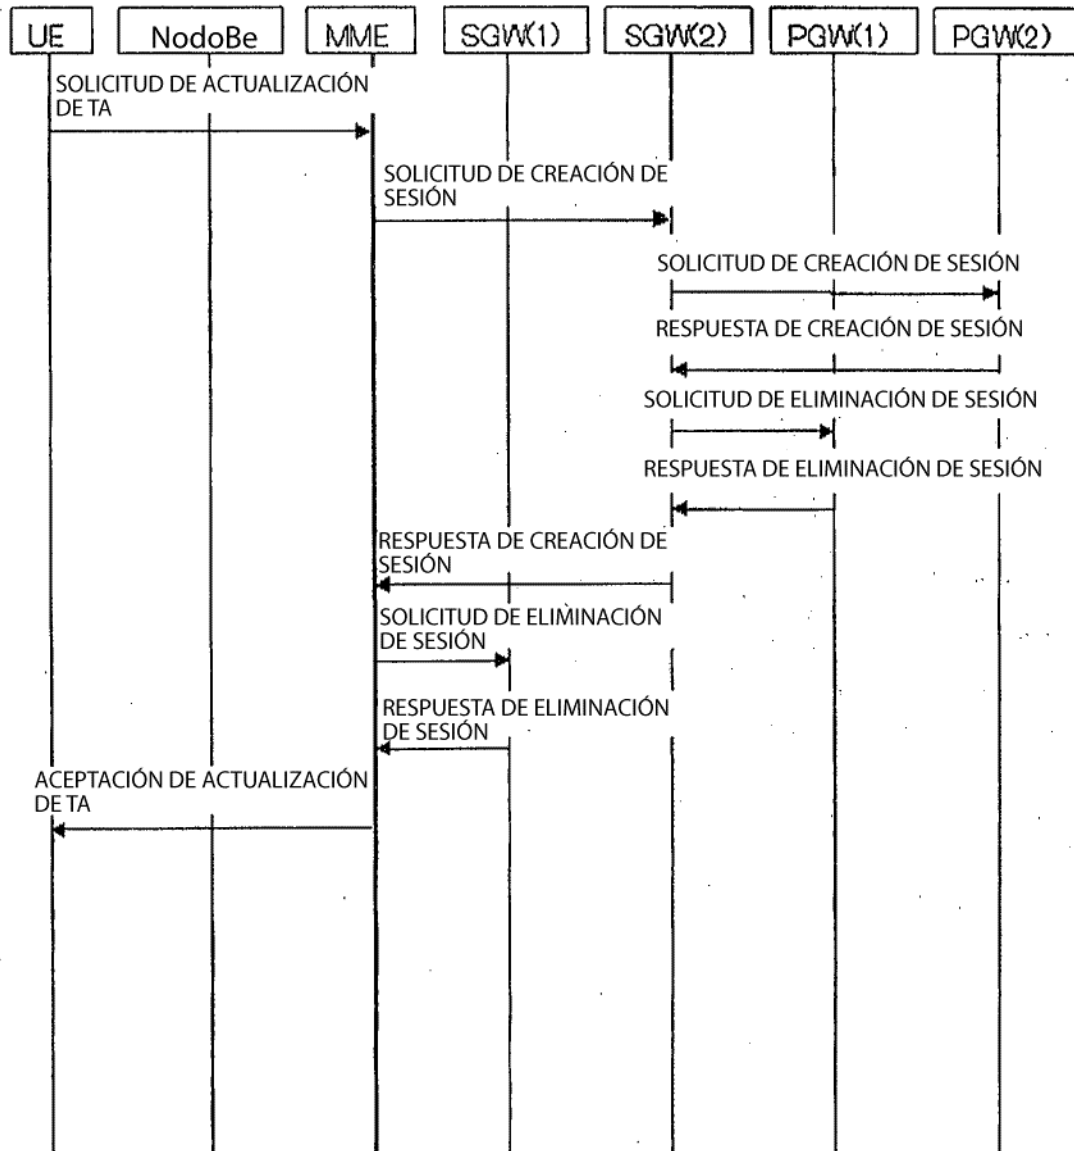 UE NodoBe MME SGW(1) SGW(2) PGW(1) PGW(2)
SOLICITUD DE ACTUALIZACIÓN
DE TA
SOLICITUD DE CREACIÓN DE
SESIÓN
SOLICITUD DE CREACIÓN DE SESIÓN
RESPUESTA DE CREACIÓN DE SESIÓN
SOLICITUD DE ELIMINACIÓN DE SESIÓN
RESPUESTA DE ELIMINACIÓN DE SESIÓN
RESPUESTA DE CREACIÓN DE
SESIÓN
SOLICITUD DE ELIMINACIÓN
DE SESIÓN
RESPUESTA DE ELIMINACIÓN
DE SESIÓN
ACEPTACIÓN DE ACTUALIZACIÓN
DE TA